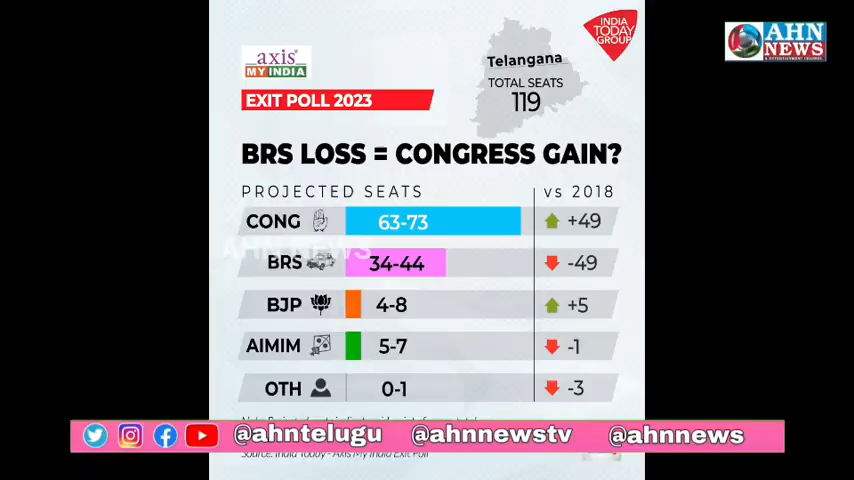 INDIA
TODAY
GROUP
AHN
NEWS
axis
MY INDIA
Telangana
TOTAL SEATS
119
EXIT POLL 2023
BRS LOSS = CONGRESS GAIN?
PROJECTED SEATS vs 2018
CONG 63-73 +49
AHN NEWS
BRS 34-44 -49
BJP 4-8 +5
AIMIM 5-7 -1
OTH 0-1 -3
@ahntelugu @ahnnewstv @ahnnews
Source: India Today - Axis My India Exit Poll